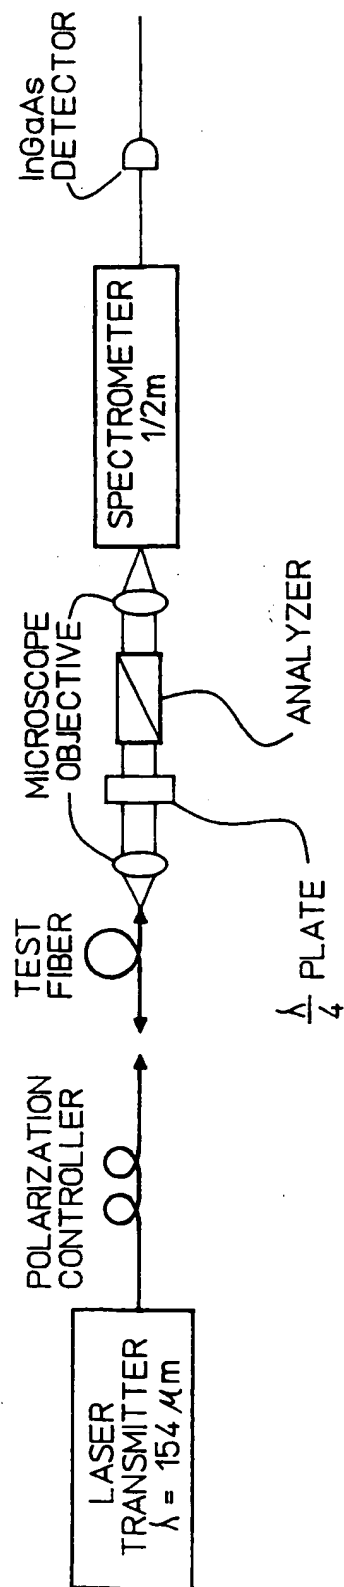 LASER
TRANSMITTER
λ = 154 μm
POLARIZATION
CONTROLLER
TEST
FIBER
MICROSCOPE
OBJECTIVE
λ/4 PLATE
ANALYZER
SPECTROMETER
1/2m
InGaAs
DETECTOR